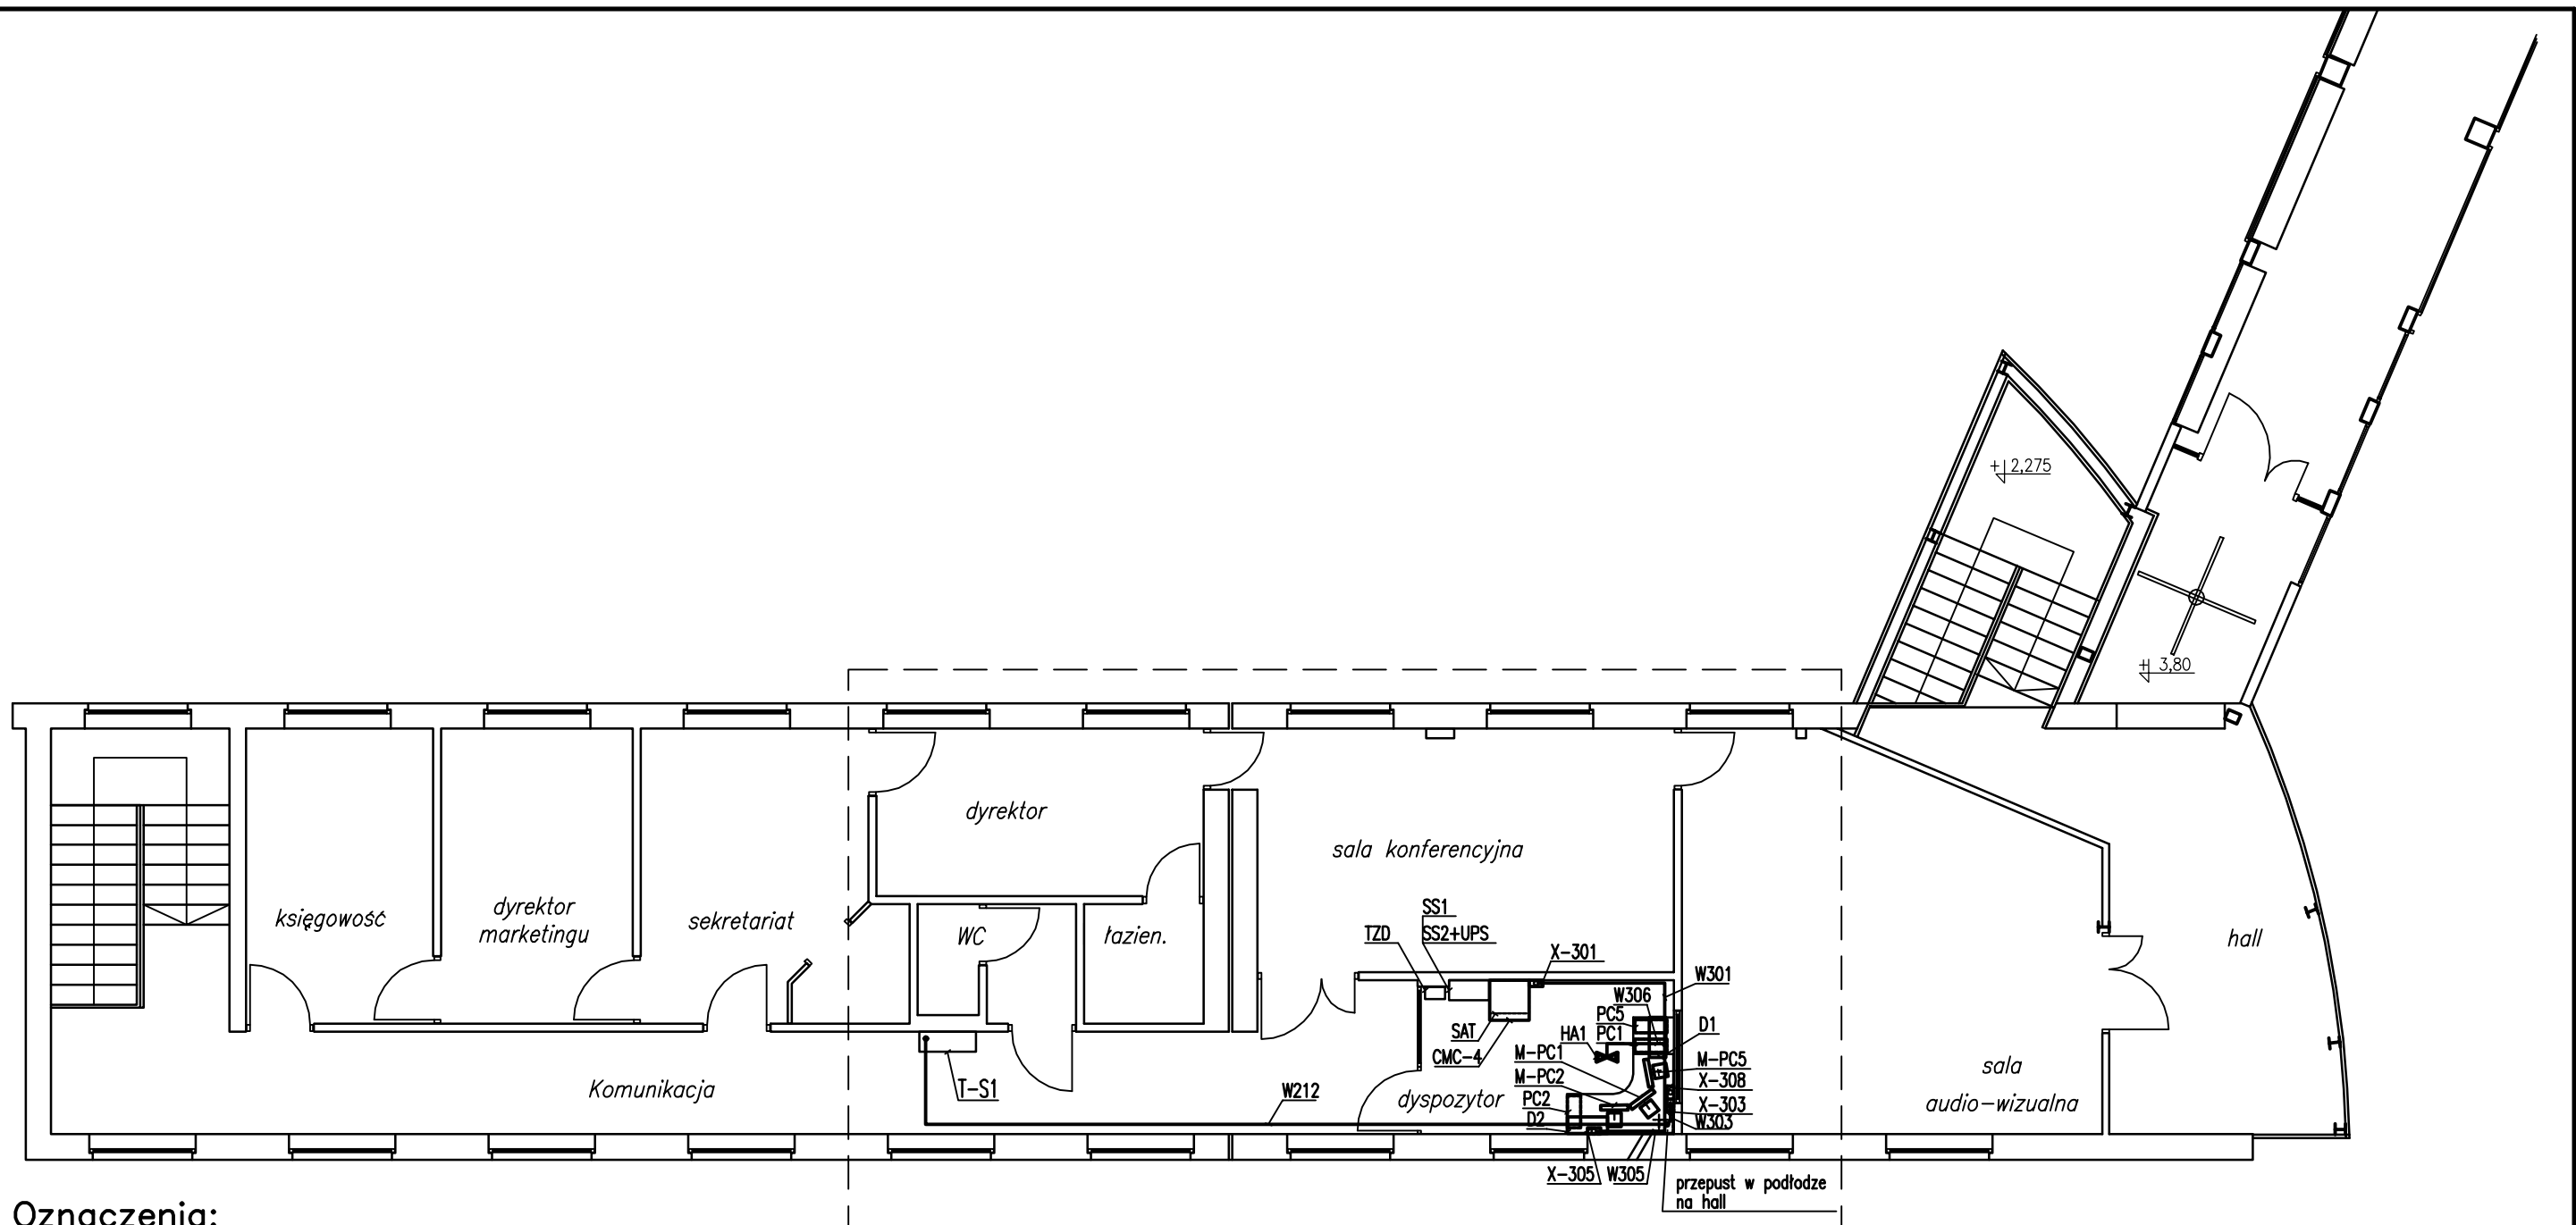 + 2,275
+ 3,80
dyrektor
sala konferencyjna
księgowość
dyrektor
marketingu
sekretariat
WC
łazien.
hall
SS1
TZD
SS2+UPS
X-301
W301
W306
PC5
D1
SAT
HA1
PC1
CMC-4
M-PC1
M-PC5
M-PC2
X-308
PC2
X-303
D2
W303
Komunikacja
T-S1
W212
dyspozytor
sala
audio-wizualna
X-305
W305
przepust w podłodze
na hall
Oznaczenia: